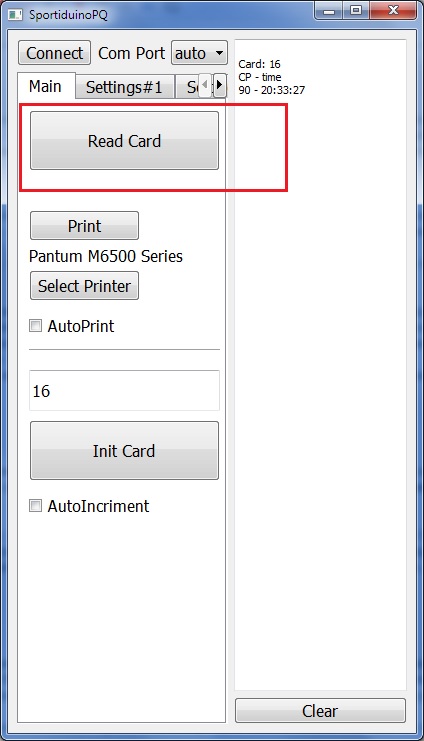 SportiduinoPQ
Connect Com Port auto
Main Settings#1
Read Card
Print
Pantum M6500 Series
Select Printer
AutoPrint
16
Init Card
AutoIncriment
Card: 16
CP - time
90 - 20:33:27
Clear